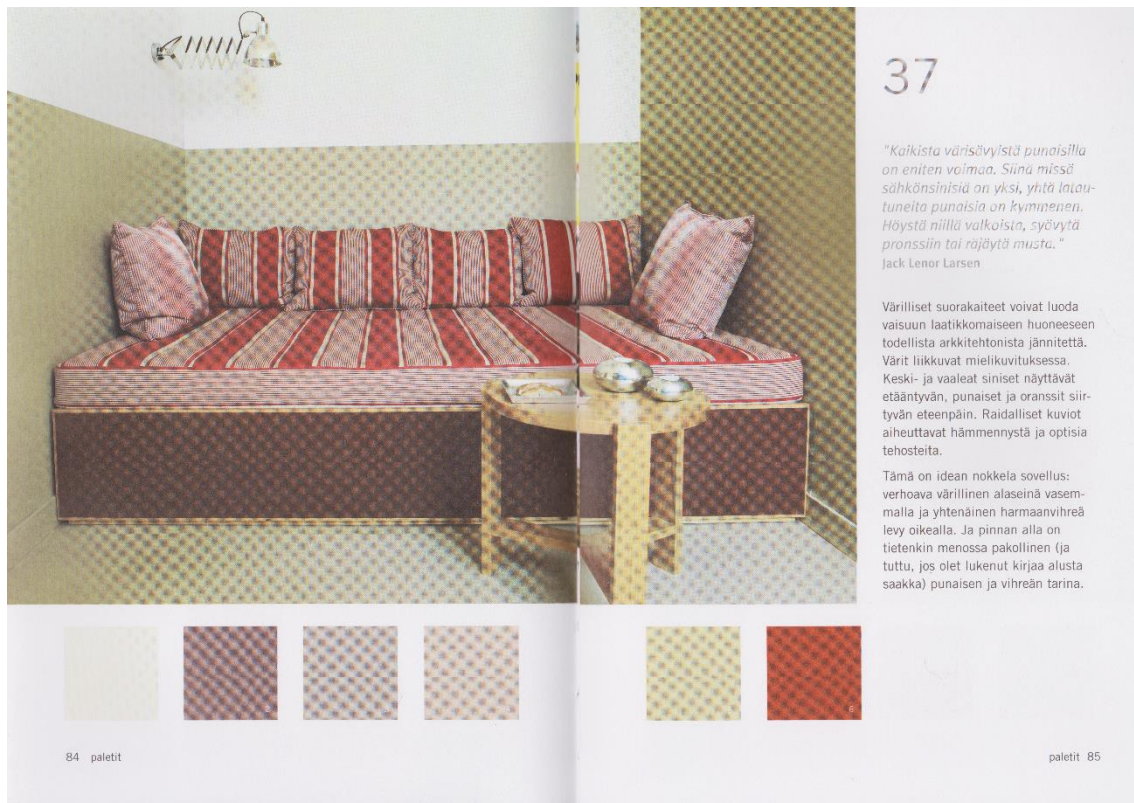 37
"Kaikista värisävyistä punaisilla
on eniten voimaa. Siinä missä
sähkönsinisiä on yksi, yhtä latau-
tuneita punaisia on kymmenen.
Höystä niillä valkoista, syövytä
pronssiin tai räjäytä musta."
Jack Lenor Larsen
Värilliset suorakaiteet voivat luoda
vaisuun laatikkomaiseen huoneeseen
todellista arkkitehtonista jännitettä.
Värit liikkuvat mielikuvituksessa.
Keski- ja vaaleat siniset näyttävät
etääntyvän, punaiset ja oranssit siir-
tyvän eteenpäin. Raidalliset kuviot
aiheuttavat hämmennystä ja optisia
tehosteita.
Tämä on idean nokkela sovellus:
verhoava värillinen alaseinä vasem-
malla ja yhtenäinen harmaanvihreä
levy oikealla. Ja pinnan alla on
tietenkin menossa pakollinen (ja
tuttu, jos olet lukenut kirjaa alusta
saakka) punaisen ja vihreän tarina.
2
6
84 paletit
paletit 85